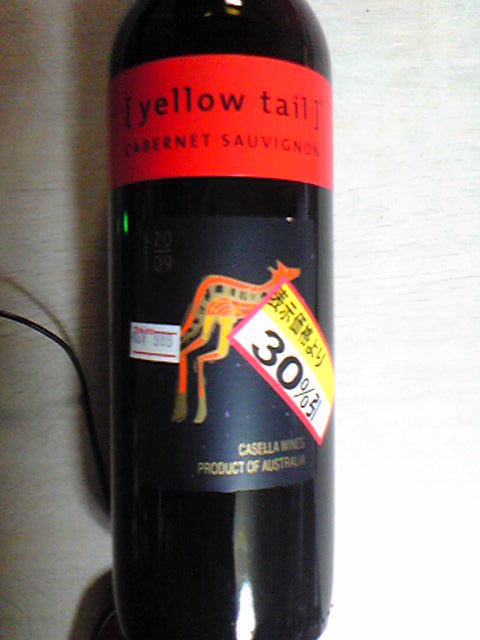 [ yellow tail ]
CABERNET SAUVIGNON
20
09
表示価格より
30%引
CASELLA WINES
PRODUCT OF AUSTRALIA